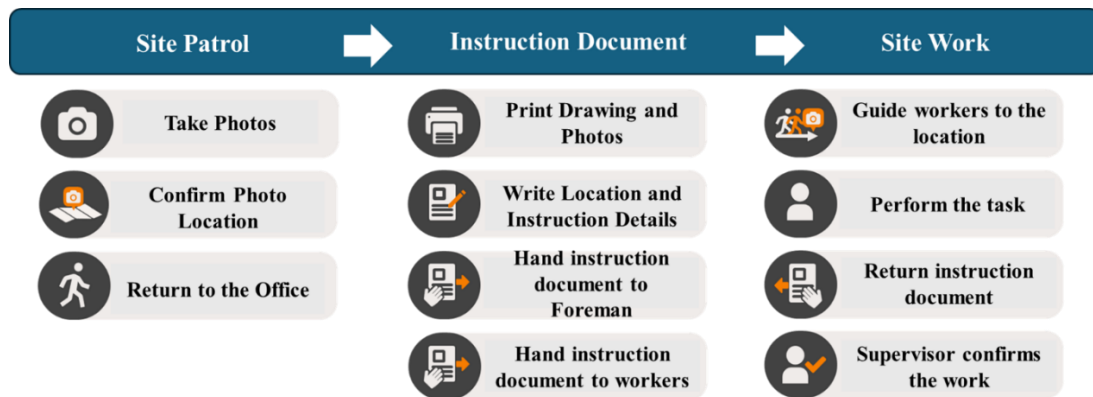 Site Patrol
Instruction Document
Site Work
Take Photos
Confirm Photo
Location
Return to the Office
Print Drawing and
Photos
Write Location and
Instruction Details
Hand instruction
document to
Foreman
Hand instruction
document to workers
Guide workers to the
location
Perform the task
Return instruction
document
Supervisor confirms
the work